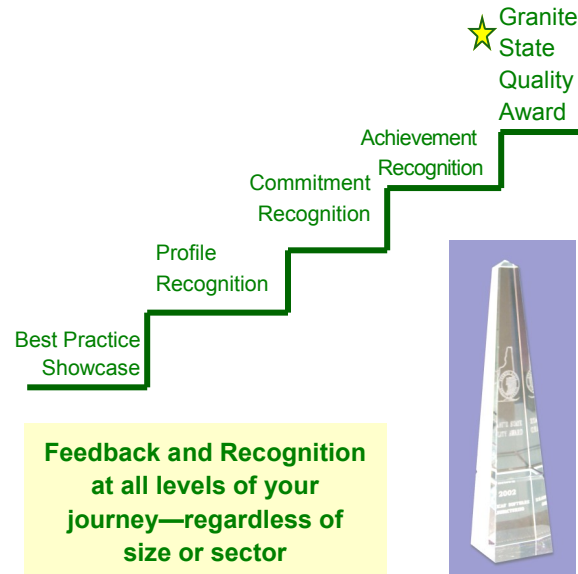 Granite
State
Quality
Award
Achievement
Recognition
Commitment
Recognition
Profile
Recognition
Best Practice
Showcase
Feedback and Recognition
at all levels of your
journey—regardless of
size or sector
2002